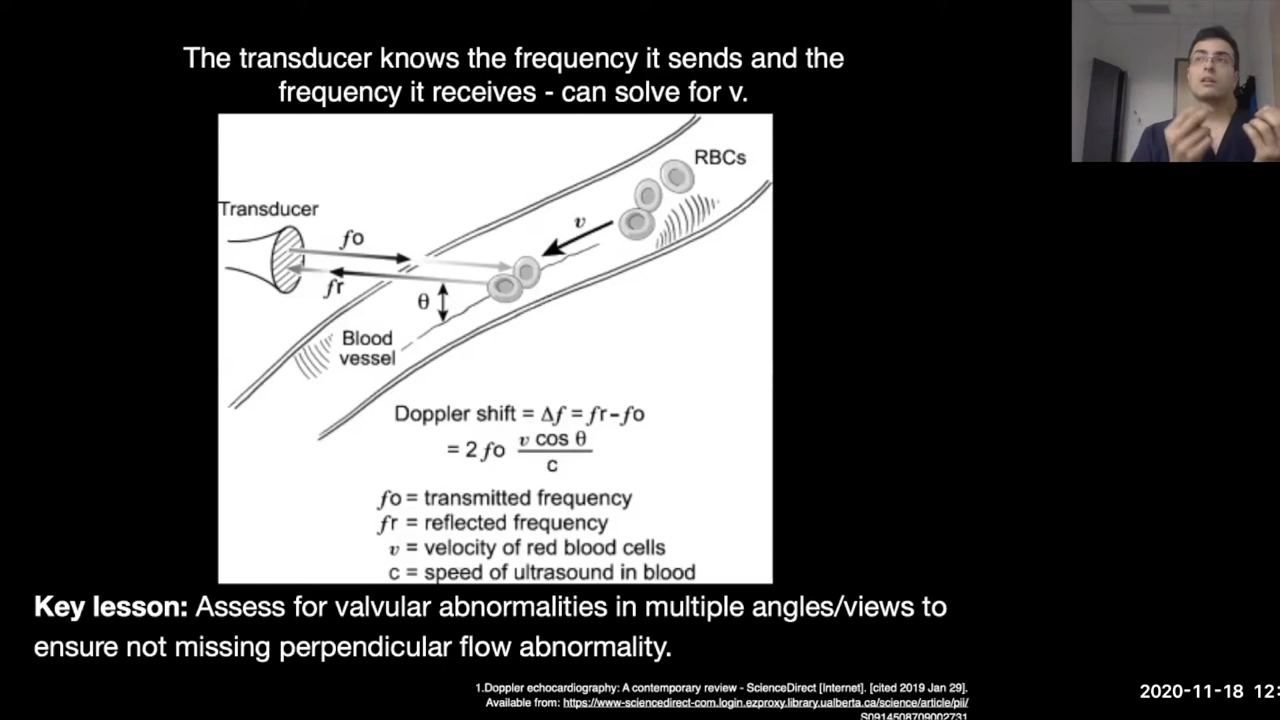 The transducer knows the frequency it sends and the
frequency it receives - can solve for v.
RBCs
Transducer
v
fo
fr
θ
Blood
vessel
Doppler shift = Δf = fr-fo
= 2 fo v cos θ
c
fo = transmitted frequency
fr = reflected frequency
v = velocity of red blood cells
c = speed of ultrasound in blood
Key lesson: Assess for valvular abnormalities in multiple angles/views to
ensure not missing perpendicular flow abnormality.
1.Doppler echocardiography: A contemporary review - ScienceDirect [Internet]. [cited 2019 Jan 29].
Available from: https://www-sciencedirect-com.login.ezproxy.library.ualberta.ca/science/article/pii/
S0914508709002731
2020-11-18 12: